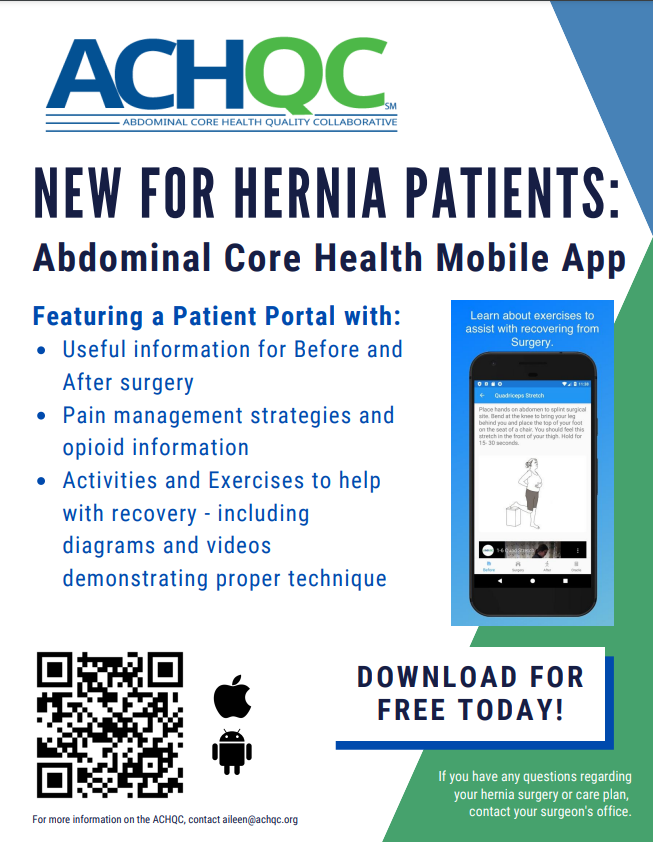 ACHQC SM
ABDOMINAL CORE HEALTH QUALITY COLLABORATIVE
NEW FOR HERNIA PATIENTS:
Abdominal Core Health Mobile App
Featuring a Patient Portal with:
• Useful information for Before and
After surgery
• Pain management strategies and
opioid information
• Activities and Exercises to help
with recovery - including
diagrams and videos
demonstrating proper technique
Learn about exercises to
assist with recovering from
Surgery.
Quadriceps Stretch
Place hands on abdomen to splint surgical
site. Bend at the knee to bring your leg
behind you and place the top of your foot
on the seat of a chair. You should feel this
stretch in the front of your thigh. Hold for
15- 30 seconds.
Before Surgery After
DOWNLOAD FOR
FREE TODAY!
If you have any questions regarding
your hernia surgery or care plan,
contact your surgeon's office.
For more information on the ACHQC, contact aileen@achqc.org